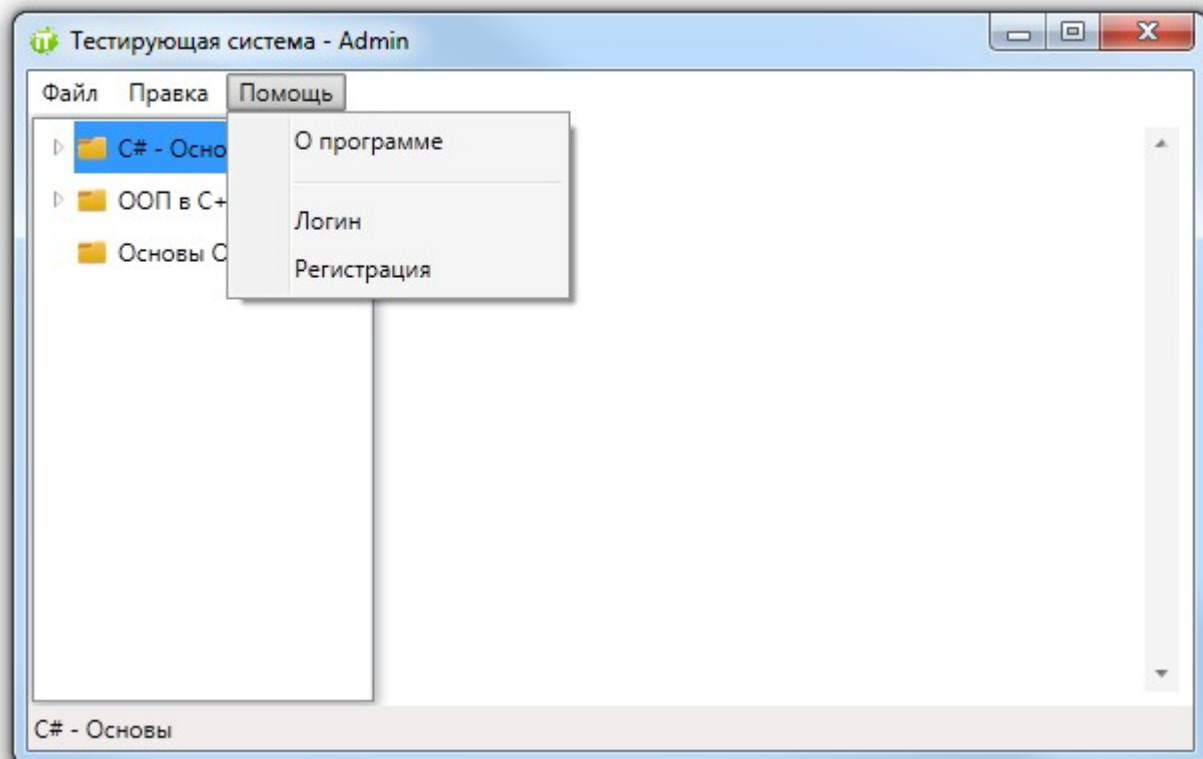 Тестирующая система - Admin
Файл Правка Помощь
C# - Осно
О программе
ООП в C+
Логин
Основы
Регистрация
C# - Основы